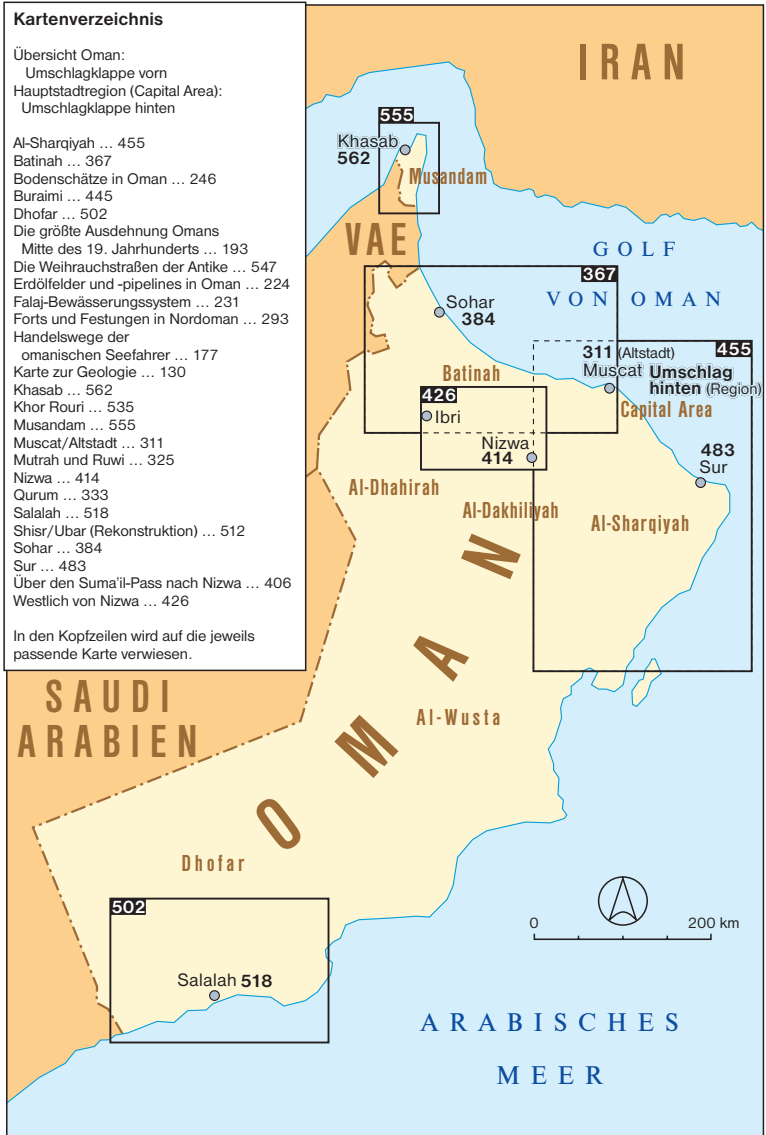 Kartenverzeichnis
Übersicht Oman:
Umschlagklappe vorn
Hauptstadtregion (Capital Area):
Umschlagklappe hinten
Al-Sharqiyah … 455
Batinah … 367
Bodenschätze in Oman … 246
Buraimi … 445
Dhofar … 502
Die größte Ausdehnung Omans
Mitte des 19. Jahrhunderts … 193
Die Weihrauchstraßen der Antike … 547
Erdölfelder und -pipelines in Oman … 224
Falaj-Bewässerungssystem … 231
Forts und Festungen in Nordoman … 293
Handelswege der
omanischen Seefahrer … 177
Karte zur Geologie … 130
Khasab … 562
Khor Rouri … 535
Musandam … 555
Muscat/Altstadt … 311
Mutrah und Ruwi … 325
Nizwa … 414
Qurum … 333
Salalah … 518
Shisr/Ubar (Rekonstruktion) … 512
Sohar … 384
Sur … 483
Über den Suma'il-Pass nach Nizwa … 406
Westlich von Nizwa … 426
In den Kopfzeilen wird auf die jeweils
passende Karte verwiesen.
IRAN
555
Khasab
562
Musandam
VAE
GOLF
VON OMAN
367
Sohar
384
455
311 (Altstadt)
Muscat
Umschlag
hinten (Region)
Batinah
426
Ibri
Capital Area
Nizwa
414
483
Sur
Al-Dhahirah
Al-Dakhiliyah
Al-Sharqiyah
OMAN
SAUDI
ARABIEN
Al-Wusta
Dhofar
502
Salalah 518
0 200 km
ARABISCHES
MEER